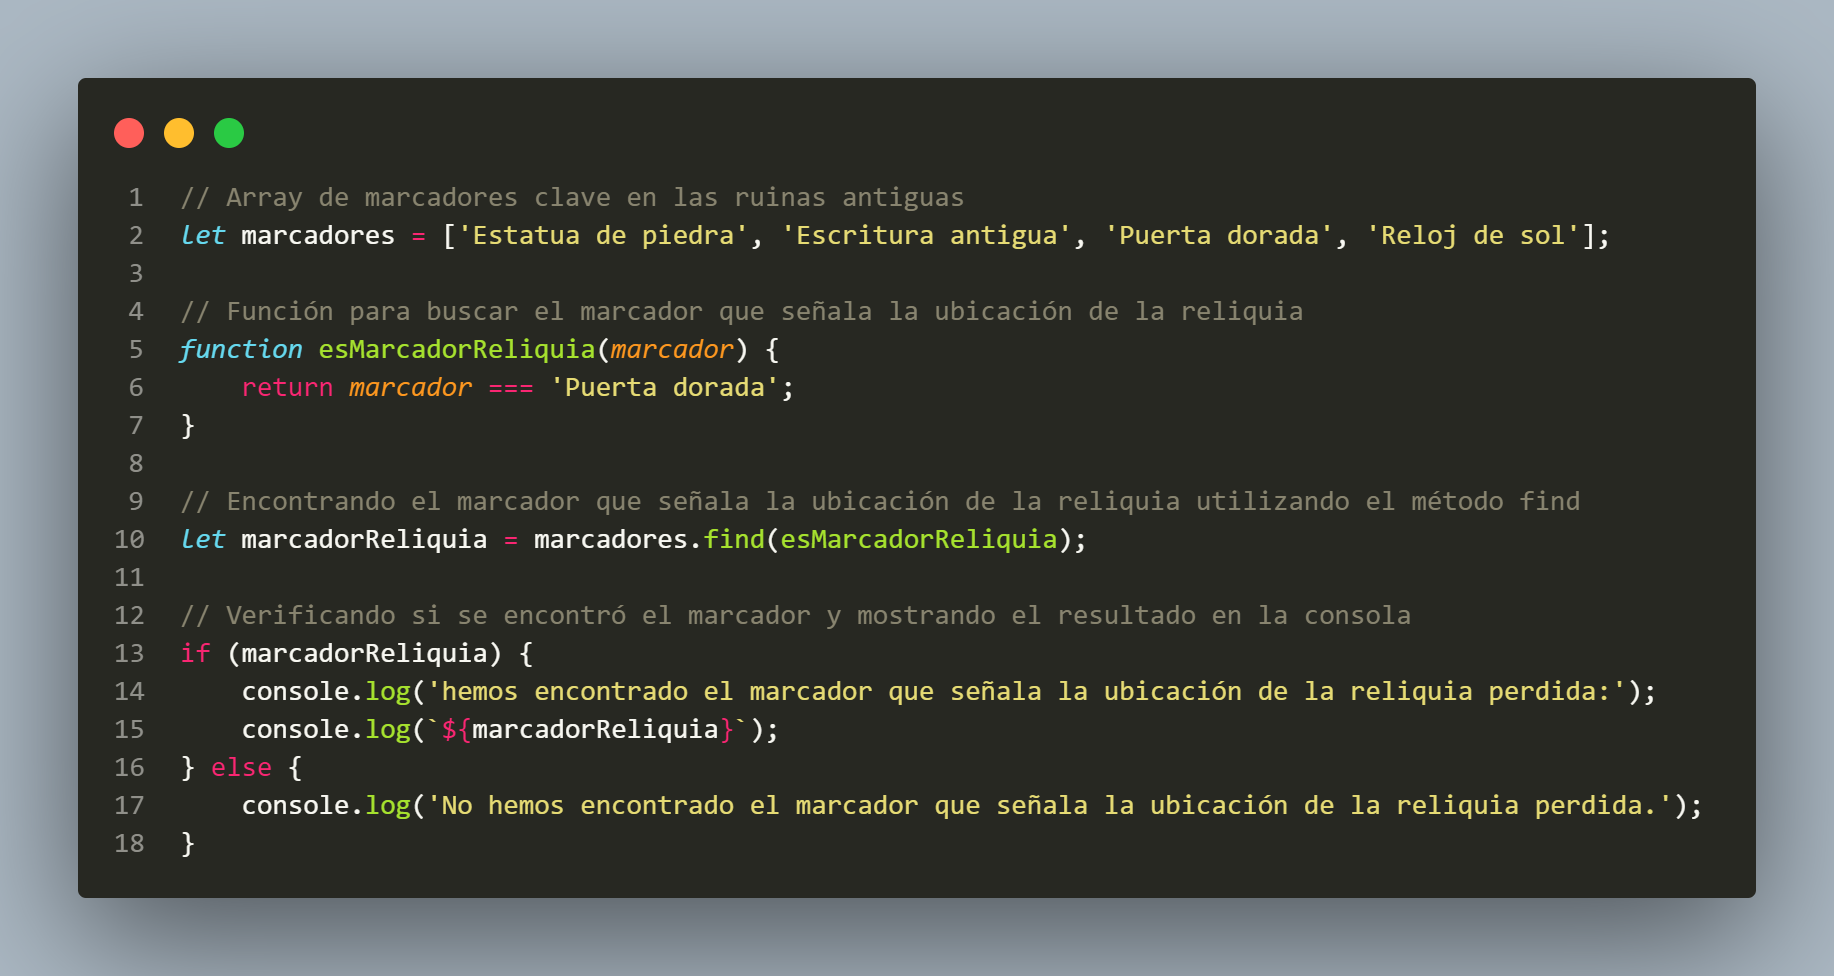 1 // Array de marcadores clave en las ruinas antiguas
2 let marcadores = ['Estatua de piedra', 'Escritura antigua', 'Puerta dorada', 'Reloj de sol'];
3
4 // Función para buscar el marcador que señala la ubicación de la reliquia
5 function esMarcadorReliquia(marcador) {
6     return marcador === 'Puerta dorada';
7 }
8
9 // Encontrando el marcador que señala la ubicación de la reliquia utilizando el método find
10 let marcadorReliquia = marcadores.find(esMarcadorReliquia);
11
12 // Verificando si se encontró el marcador y mostrando el resultado en la consola
13 if (marcadorReliquia) {
14     console.log('hemos encontrado el marcador que señala la ubicación de la reliquia perdida:');
15     console.log(`${marcadorReliquia}`);
16 } else {
17     console.log('No hemos encontrado el marcador que señala la ubicación de la reliquia perdida.');
18 }